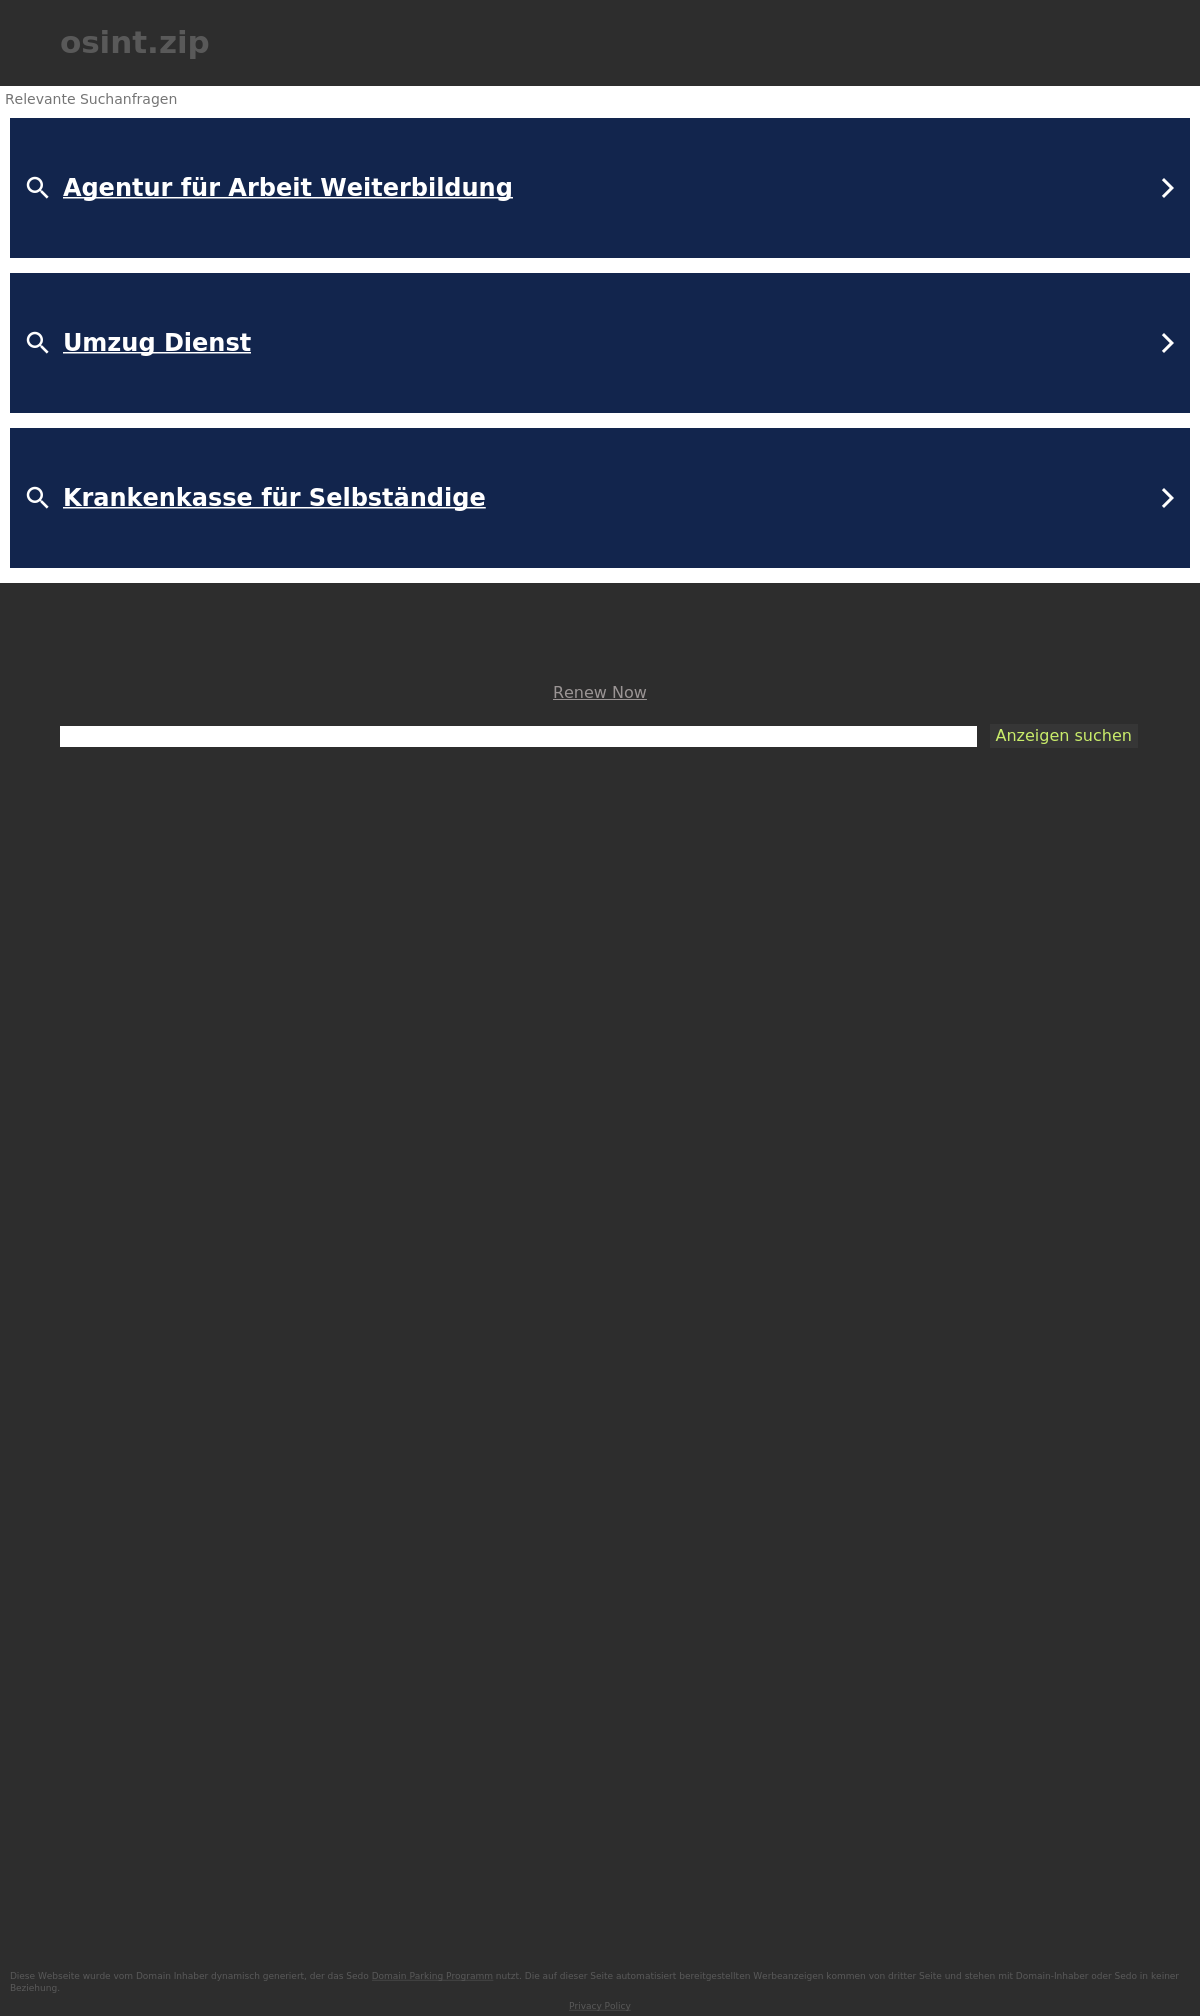 osint.zip
Relevante Suchanfragen
Agentur für Arbeit Weiterbildung
Umzug Dienst
Krankenkasse für Selbständige
Renew Now
Anzeigen suchen
Diese Webseite wurde vom Domain Inhaber dynamisch generiert, der das Sedo Domain Parking Programm nutzt. Die auf dieser Seite automatisiert bereitgestellten Werbeanzeigen kommen von dritter Seite und stehen mit Domain-Inhaber oder Sedo in keiner
Beziehung.
Privacy Policy